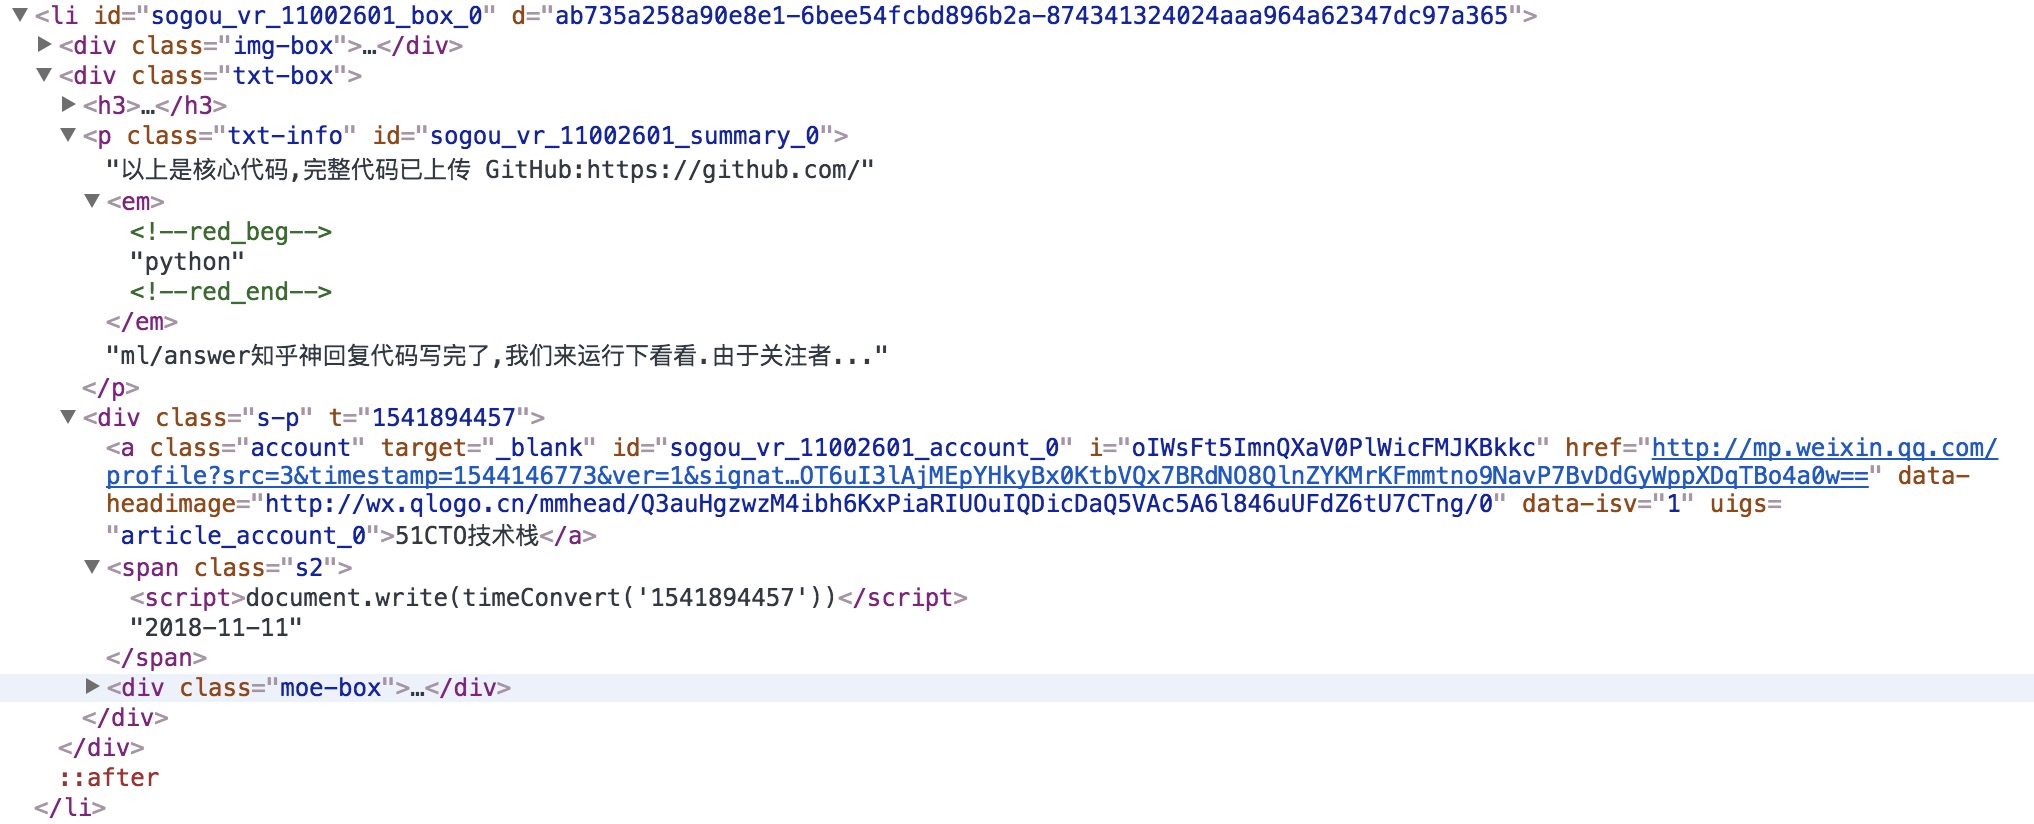 <li id="sogou_vr_11002601_box_0" d="ab735a258a90e8e1-6bee54fcbd896b2a-874341324024aaa964a62347dc97a365">
<div class="img-box">…</div>
<div class="txt-box">
<h3>…</h3>
<p class="txt-info" id="sogou_vr_11002601_summary_0">
"以上是核心代码,完整代码已上传 GitHub:https://github.com/"
<em>
<!--red_beg-->
"python"
<!--red_end-->
</em>
"ml/answer知乎神回复代码写完了,我们来运行下看看.由于关注者..."
</p>
<div class="s-p" t="1541894457">
<a class="account" target="_blank" id="sogou_vr_11002601_account_0" i="oIWsFt5ImnQXaV0PlWicFMJKBkkc" href="http://mp.weixin.qq.com/
profile?src=3&timestamp=1544146773&ver=1&signat…OT6uI3lAjMEpYHkyBx0KtbVQx7BRdNO8QlnZYKMrKFmmtno9NavP7BvDdGyWppXDqTBo4a0w==" data-
headimage="http://wx.qlogo.cn/mmhead/Q3auHgzwzM4ibh6KxPiaRIUOuIQDicDaQ5VAc5A6l846uUFdZ6tU7CTng/0" data-isv="1" uigs=
"article_account_0">51CTO技术栈</a>
<span class="s2">
<script>document.write(timeConvert('1541894457'))</script>
"2018-11-11"
</span>
<div class="moe-box">…</div>
</div>
</div>
::after
</li>